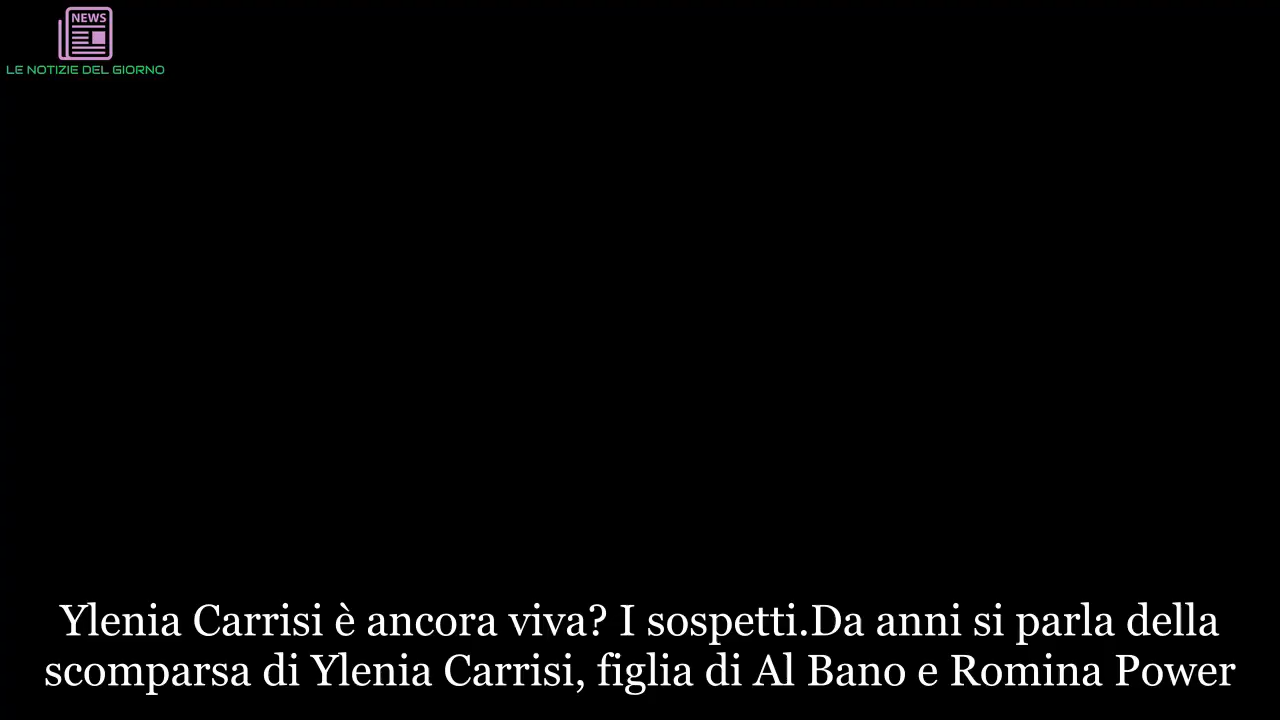 NEWS
LE NOTIZIE DEL GIORNO
Ylenia Carrisi è ancora viva? I sospetti.Da anni si parla della
scomparsa di Ylenia Carrisi, figlia di Al Bano e Romina Power